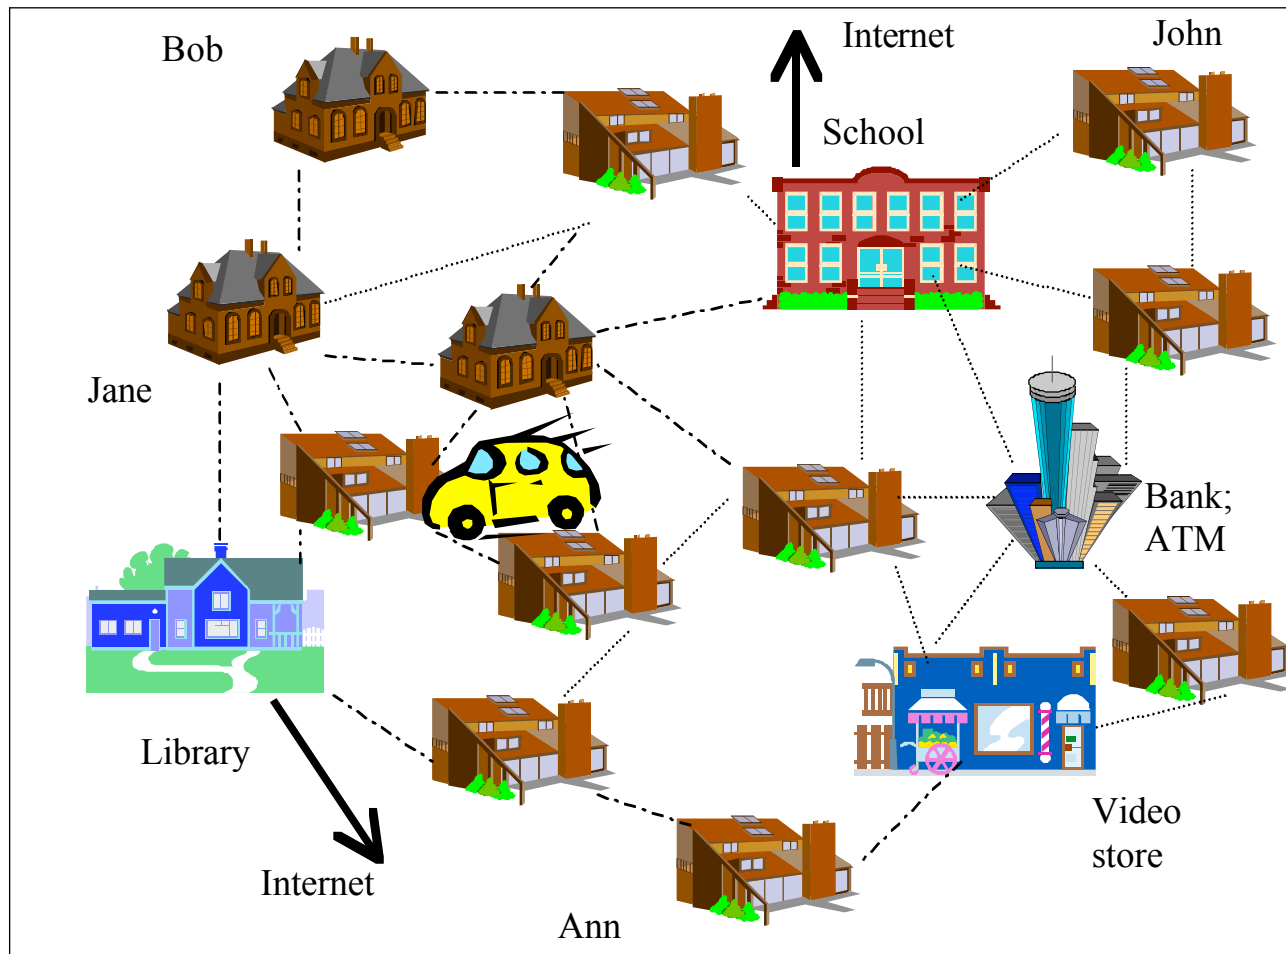 Bob
Internet
John
School
Jane
Bank;
ATM
Library
Video
store
Internet
Ann